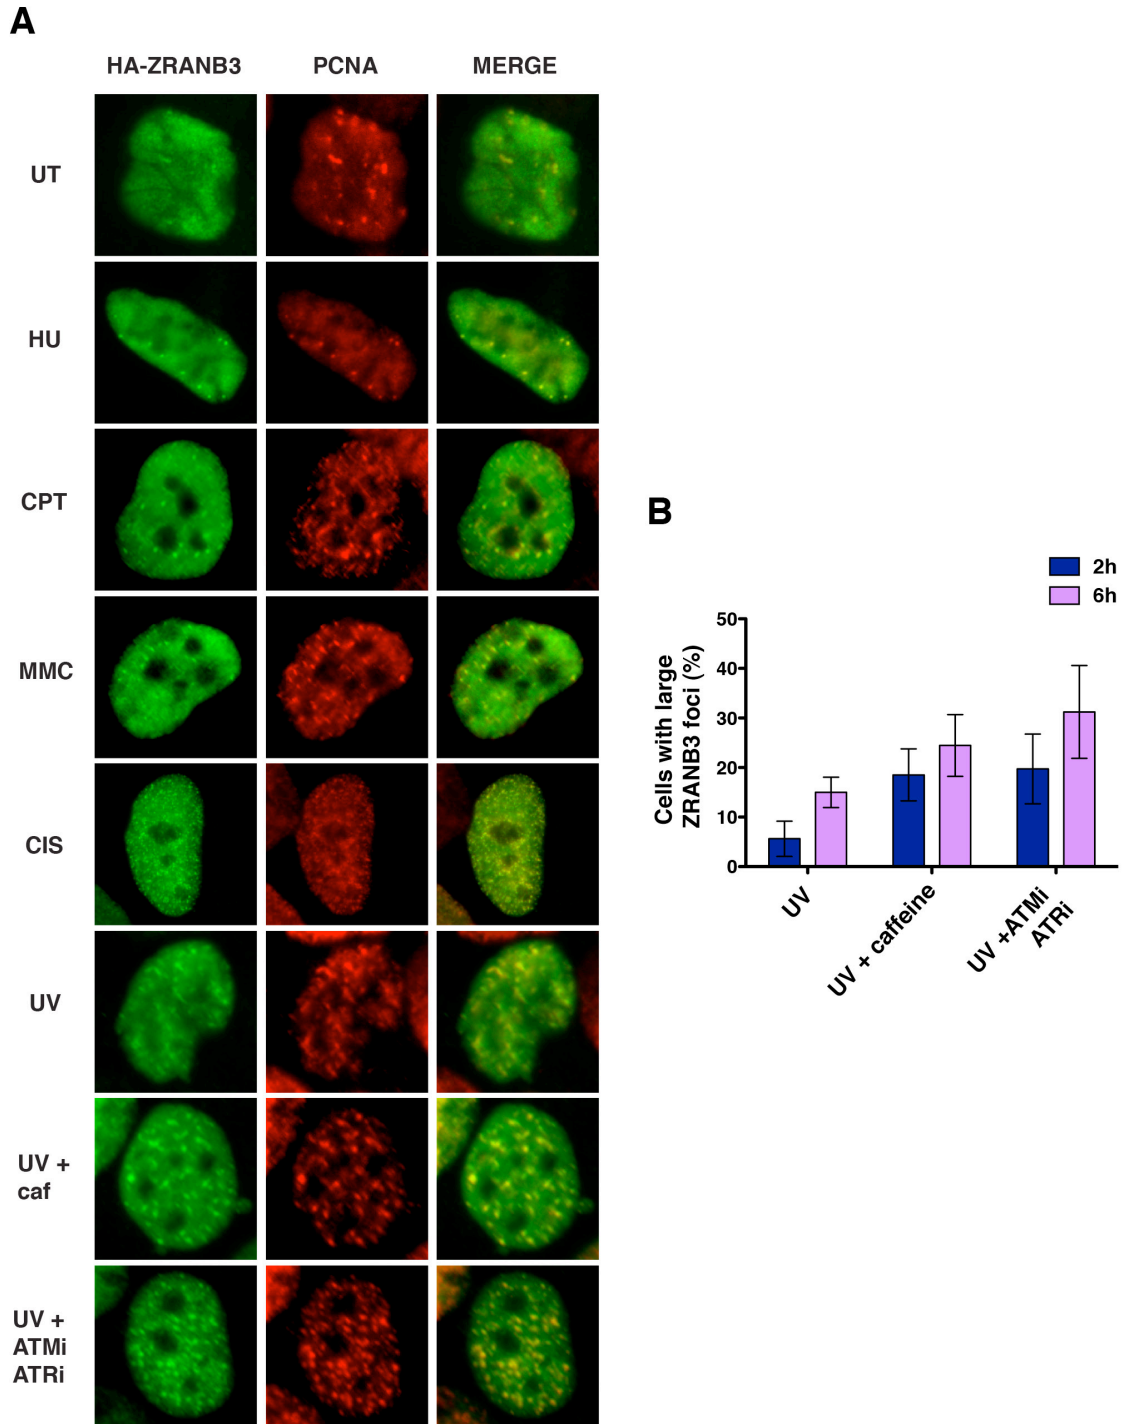 A
HA-ZRANB3 PCNA MERGE
UT
HU
CPT
MMC
CIS
UV
UV +
caf
UV +
ATMi
ATRi
B
2h
6h
Cells with large
ZRANB3 foci (%)
50
40
30
20
10
0
UV
UV + caffeine
UV +ATMi
ATRi